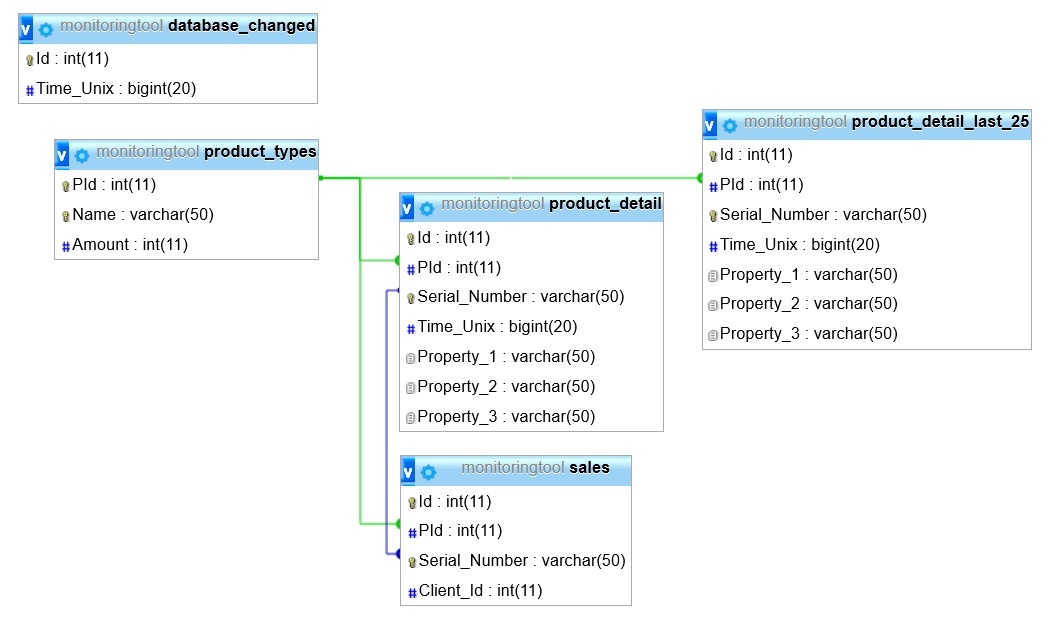 v monitoringtool database_changed
Id : int(11)
# Time_Unix : bigint(20)
v monitoringtool product_types
PId : int(11)
Name : varchar(50)
# Amount : int(11)
v monitoringtool product_detail
Id : int(11)
# PId : int(11)
Serial_Number : varchar(50)
# Time_Unix : bigint(20)
Property_1 : varchar(50)
Property_2 : varchar(50)
Property_3 : varchar(50)
v monitoringtool sales
Id : int(11)
# PId : int(11)
Serial_Number : varchar(50)
# Client_Id : int(11)
v monitoringtool product_detail_last_25
Id : int(11)
# PId : int(11)
Serial_Number : varchar(50)
# Time_Unix : bigint(20)
Property_1 : varchar(50)
Property_2 : varchar(50)
Property_3 : varchar(50)